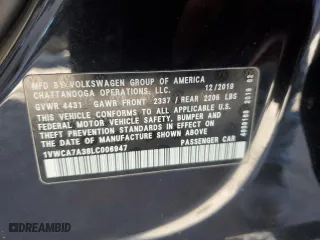 MFD BY VOLKSWAGEN GROUP OF AMERICA
CHATTANOOGA OPERATIONS, LLC. 12/2018
GVWR 4431 GAWR FRONT 2337 / REAR 2206 LBS
THIS VEHICLE CONFORMS TO ALL APPLICABLE
FEDERAL MOTOR VEHICLE SAFETY, BUMPER, AND
THEFT PREVENTION STANDARDS IN EFFECT ON THE
DATE OF MANUFACTURE SHOWN ABOVE.
1VWCA7A36LC006947 PASSENGER CAR